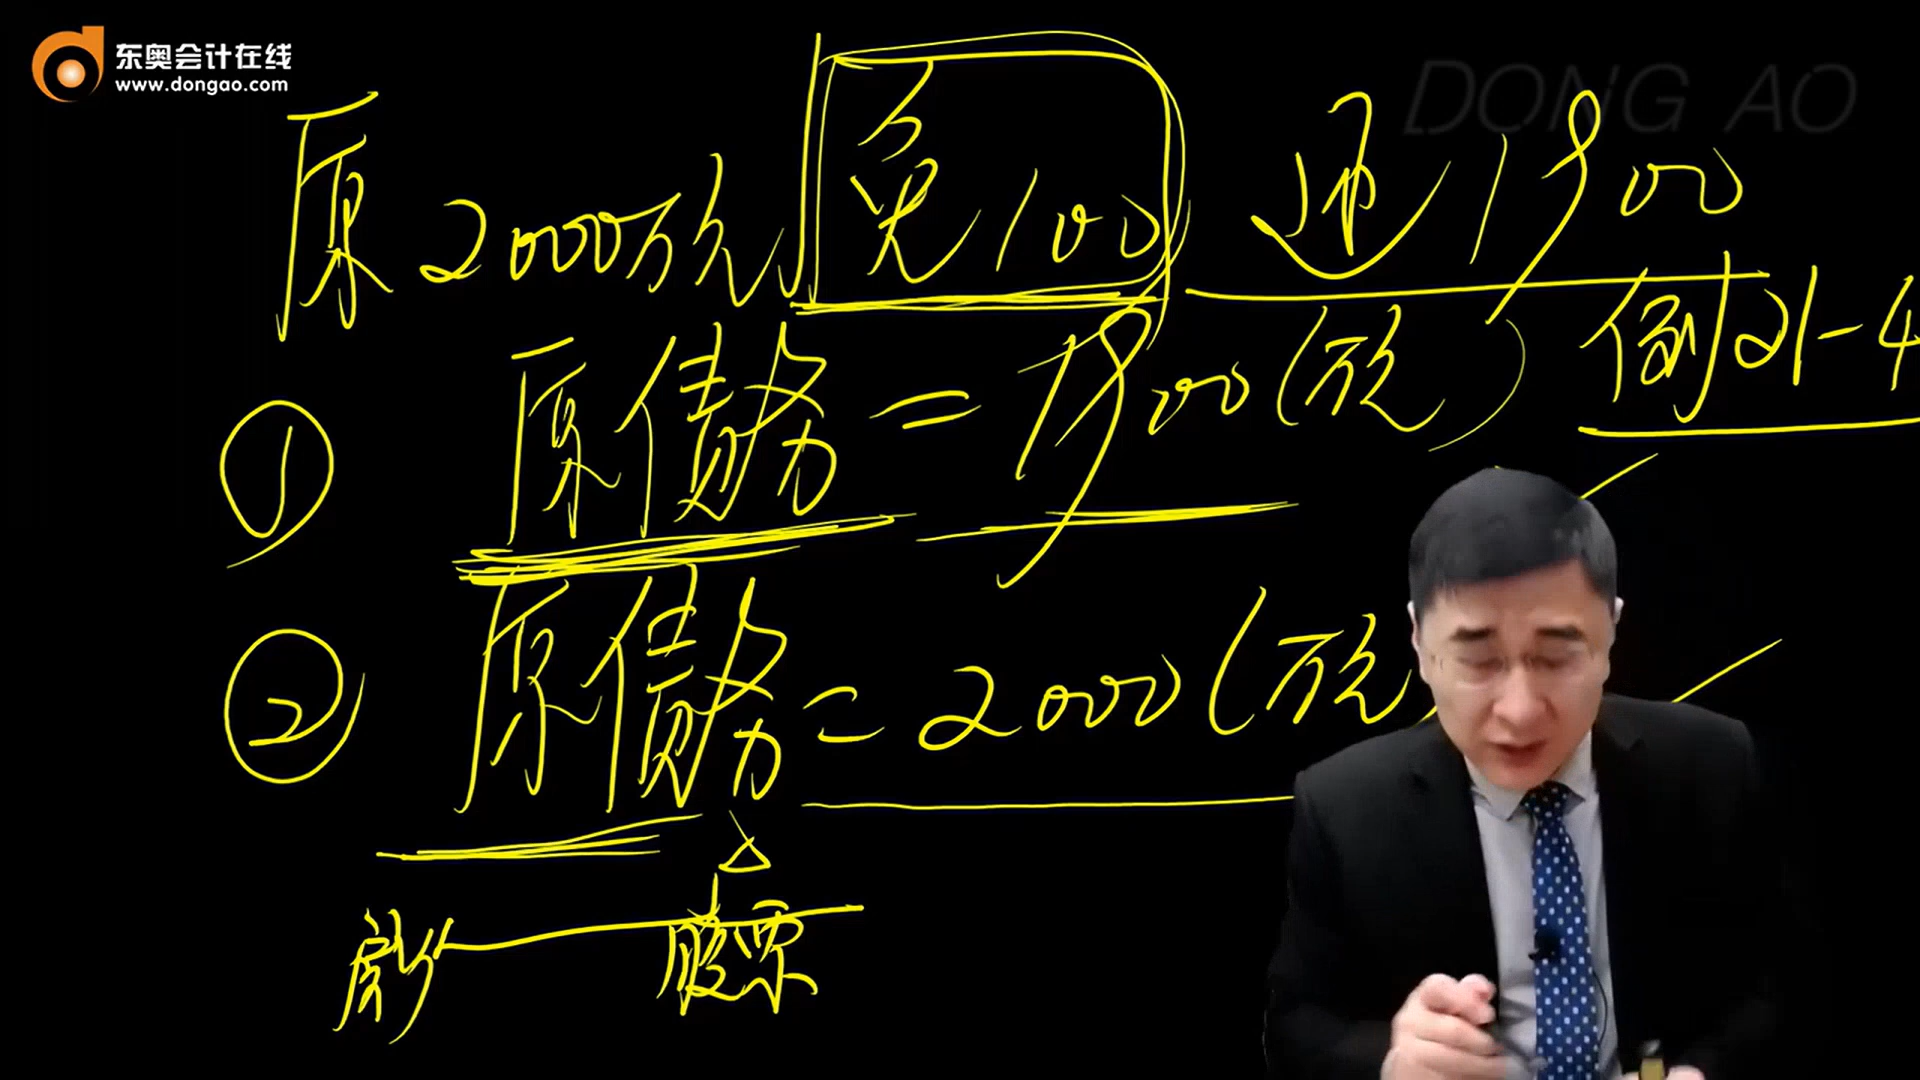 东奥会计在线
www.dongao.com
DONG AO
原2000万元 免100 还1900
例21-4
① 原债务=1900(万元)
② 原债务=2000(万元
股票